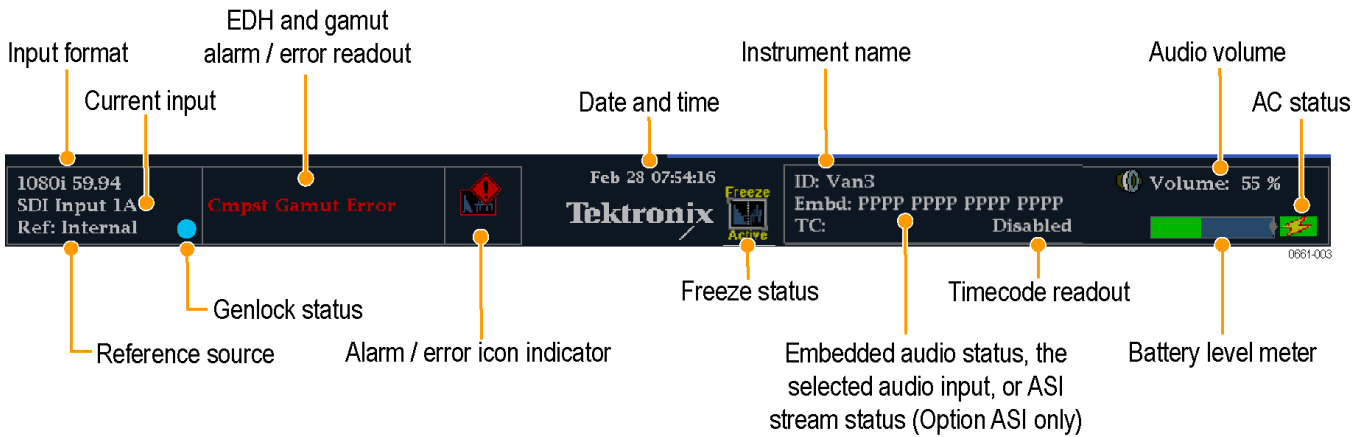 EDH and gamut
alarm / error readout
Input format
Current input
Date and time
Instrument name
Audio volume
AC status
1080i 59.94
SDI Input 1A
Ref: Internal
Cmpst Gamut Error
Feb 28 07:54:16
Tektronix
Freeze
Active
ID: Van3
Embd: PPPP PPPP PPPP PPPP
TC: Disabled
Volume: 55 %
0661-003
Genlock status
Reference source
Alarm / error icon indicator
Freeze status
Timecode readout
Embedded audio status, the
selected audio input, or ASI
stream status (Option ASI only)
Battery level meter